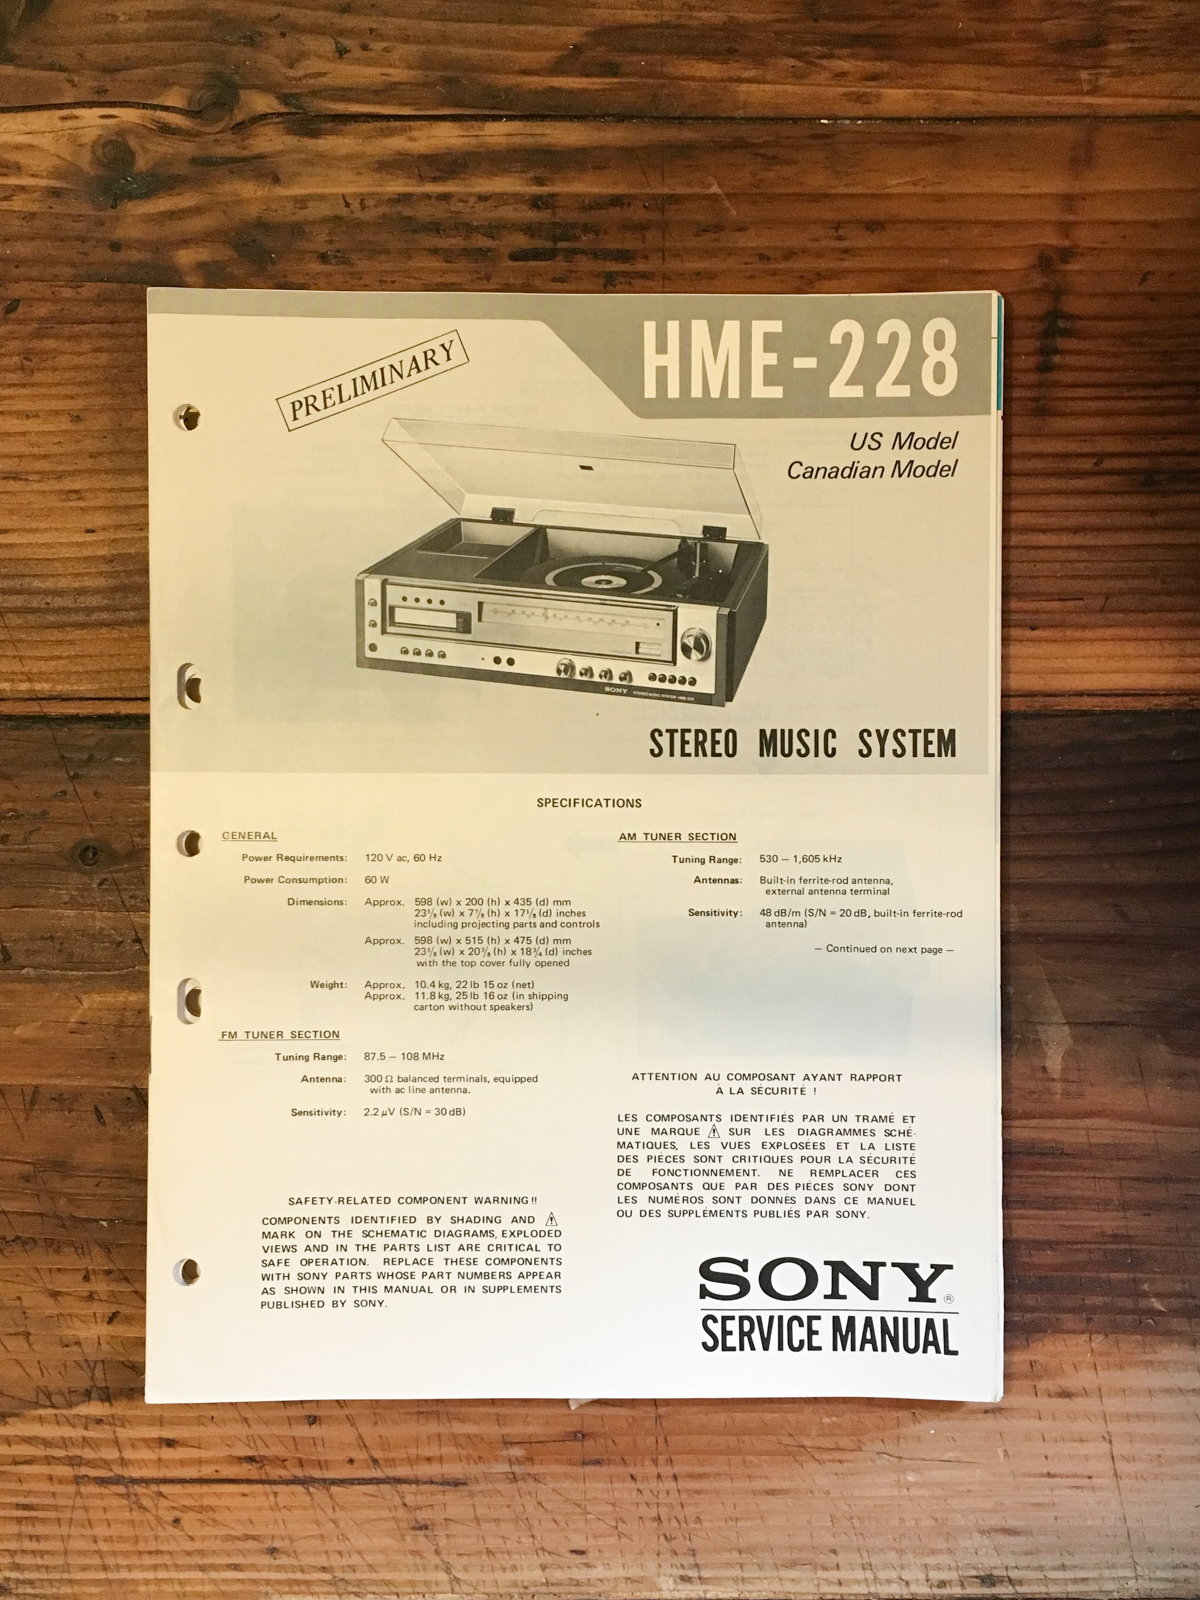 PRELIMINARY
HME-228
US Model
Canadian Model
SONY STEREO MUSIC SYSTEM HME-228
STEREO MUSIC SYSTEM
SPECIFICATIONS
GENERAL
Power Requirements: 120 V ac, 60 Hz
Power Consumption: 60 W
Dimensions: Approx. 598 (w) x 200 (h) x 435 (d) mm
23⅝ (w) x 7⅞ (h) x 17⅛ (d) inches
including projecting parts and controls
Approx. 598 (w) x 515 (h) x 475 (d) mm
23⅝ (w) x 20⅜ (h) x 18¾ (d) inches
with the top cover fully opened
Weight: Approx. 10.4 kg, 22 lb 15 oz (net)
Approx. 11.8 kg, 25 lb 16 oz (in shipping
carton without speakers)
FM TUNER SECTION
Tuning Range: 87.5 – 108 MHz
Antenna: 300 Ω balanced terminals, equipped
with ac line antenna.
Sensitivity: 2.2 μV (S/N = 30 dB)
SAFETY-RELATED COMPONENT WARNING!!
COMPONENTS IDENTIFIED BY SHADING AND ⚠
MARK ON THE SCHEMATIC DIAGRAMS, EXPLODED
VIEWS AND IN THE PARTS LIST ARE CRITICAL TO
SAFE OPERATION. REPLACE THESE COMPONENTS
WITH SONY PARTS WHOSE PART NUMBERS APPEAR
AS SHOWN IN THIS MANUAL OR IN SUPPLEMENTS
PUBLISHED BY SONY.
AM TUNER SECTION
Tuning Range: 530 – 1,605 kHz
Antennas: Built-in ferrite-rod antenna,
external antenna terminal
Sensitivity: 48 dB/m (S/N = 20 dB, built-in ferrite-rod
antenna)
– Continued on next page –
ATTENTION AU COMPOSANT AYANT RAPPORT
À LA SÉCURITÉ !
LES COMPOSANTS IDENTIFIÉS PAR UN TRAMÉ ET
UNE MARQUE ⚠ SUR LES DIAGRAMMES SCHÉ-
MATIQUES, LES VUES EXPLOSÉES ET LA LISTE
DES PIÉCES SONT CRITIQUES POUR LA SÉCURITÉ
DE FONCTIONNEMENT. NE REMPLACER CES
COMPOSANTS QUE PAR DES PIÉCES SONY DONT
LES NUMÉROS SONT DONNÉS DANS CE MANUEL
OU DES SUPPLÉMENTS PUBLIÉS PAR SONY.
SONY®
SERVICE MANUAL